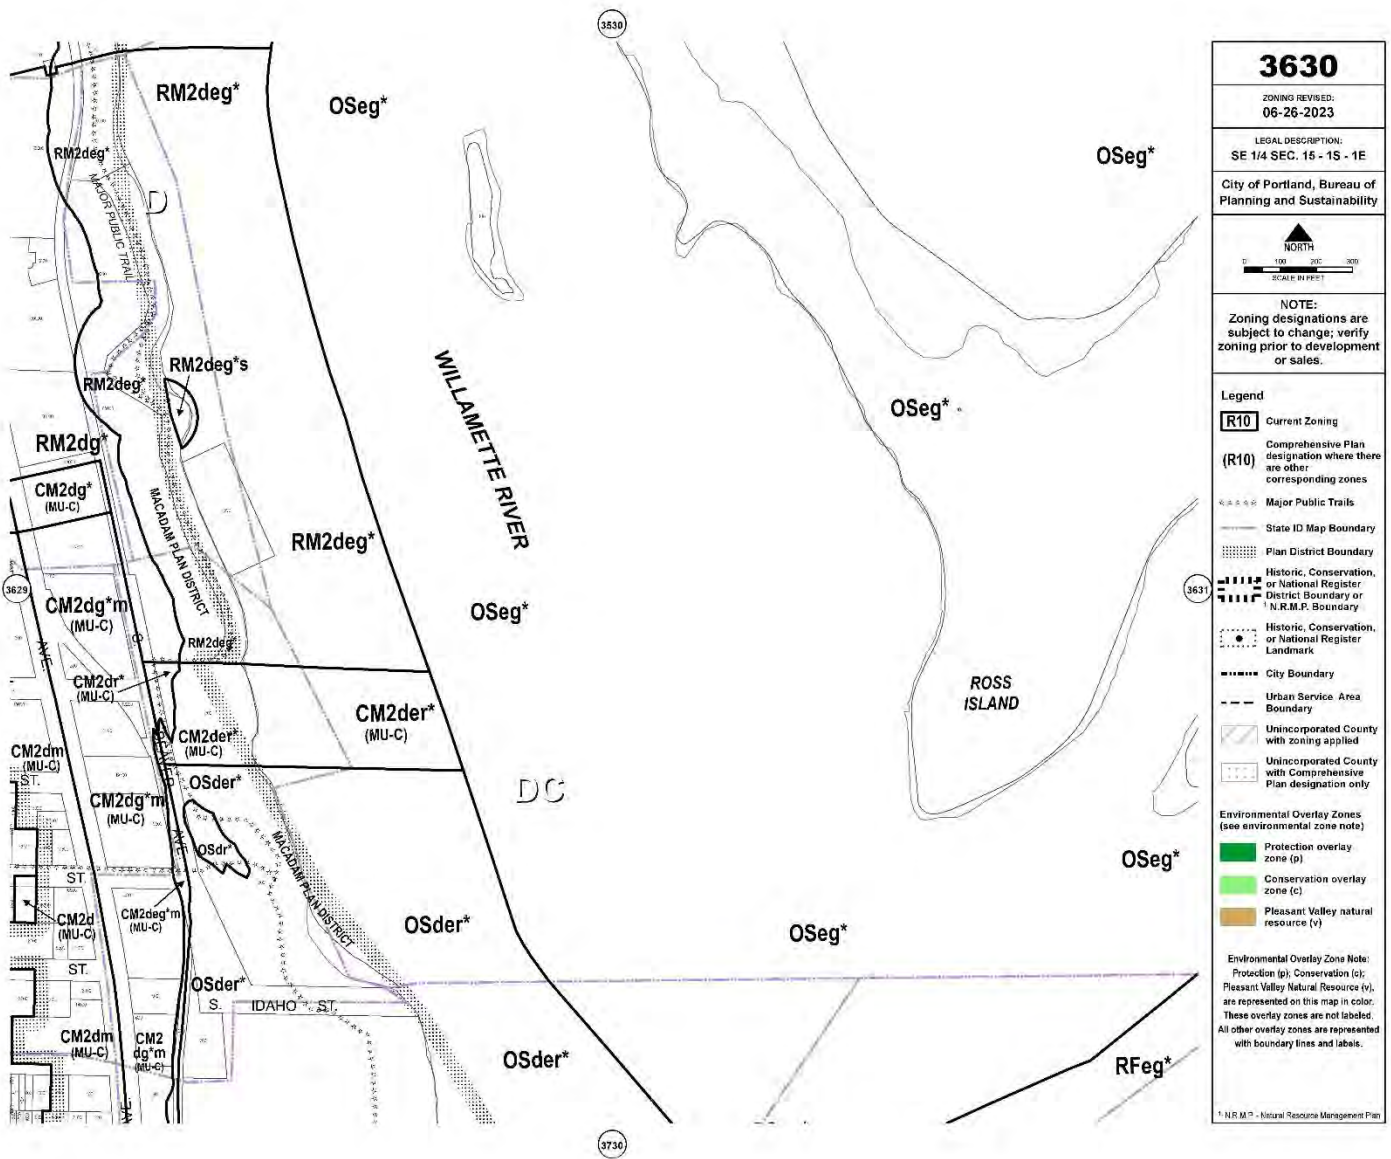 3530
RM2deg*
OSeg*
OSeg*
RM2deg*
MAJOR PUBLIC TRAIL
D
RM2deg*s
RM2deg*
OSeg*
WILLAMETTE RIVER
RM2dg*
CM2dg*
(MU-C)
MACADAM PLAN DISTRICT
RM2deg*
3629
CM2dg*m
(MU-C)
OSeg*
3631
AVE.
S.
RM2deg*
CM2dr*
(MU-C)
ROSS
ISLAND
CM2der*
(MU-C)
CM2der*
(MU-C)
CM2dm
(MU-C)
ST.
BEAVER
AVE.
OSder*
DC
CM2dg*m
(MU-C)
OSdr*
MACADAM PLAN DISTRICT
OSeg*
ST.
CM2d
(MU-C)
CM2deg*m
(MU-C)
OSder*
OSeg*
ST.
OSder*
S. IDAHO ST.
CM2dm
(MU-C)
CM2
dg*m
(MU-C)
OSder*
RFeg*
AVE.
OSder*
3730
3630
ZONING REVISED:
06-26-2023
LEGAL DESCRIPTION:
SE 1/4 SEC. 15 - 1S - 1E
City of Portland, Bureau of
Planning and Sustainability
NORTH
0 100 200 300
SCALE IN FEET
NOTE:
Zoning designations are
subject to change; verify
zoning prior to development
or sales.
Legend
R10 Current Zoning
(R10) Comprehensive Plan
designation where there
are other
corresponding zones
Major Public Trails
State ID Map Boundary
Plan District Boundary
Historic, Conservation,
or National Register
District Boundary or
¹ N.R.M.P. Boundary
Historic, Conservation,
or National Register
Landmark
City Boundary
Urban Service Area
Boundary
Unincorporated County
with zoning applied
Unincorporated County
with Comprehensive
Plan designation only
Environmental Overlay Zones
(see environmental zone note)
Protection overlay
zone (p)
Conservation overlay
zone (c)
Pleasant Valley natural
resource (v)
Environmental Overlay Zone Note:
Protection (p); Conservation (c);
Pleasant Valley Natural Resource (v),
are represented on this map in color.
These overlay zones are not labeled.
All other overlay zones are represented
with boundary lines and labels.
¹ N.R.M.P. - Natural Resource Management Plan